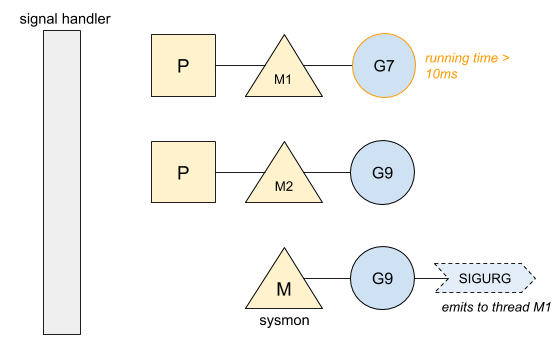 signal handler
P
M1
G7
running time >
10ms
P
M2
G9
M
G9
SIGURG
sysmon
emits to thread M1